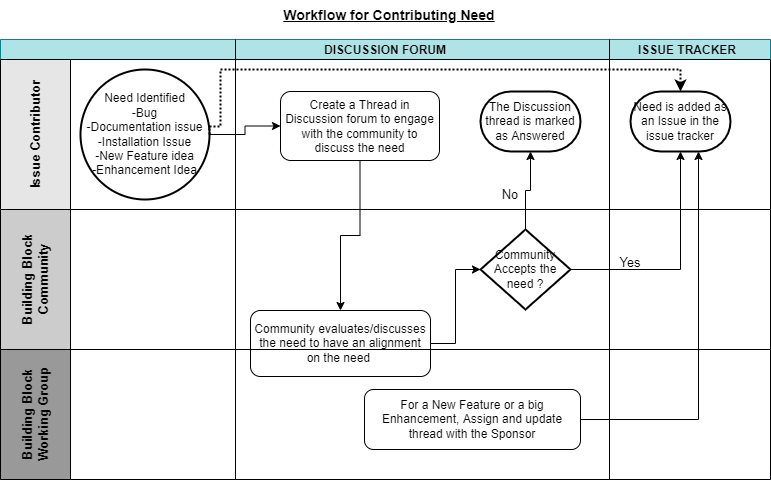 Workflow for Contributing Need
DISCUSSION FORUM
ISSUE TRACKER
Issue Contributor
Need Identified
-Bug
-Documentation issue
-Installation Issue
-New Feature idea
-Enhancement Idea
Create a Thread in
Discussion forum to engage
with the community to
discuss the need
The Discussion
thread is marked
as Answered
Need is added as
an Issue in the
issue tracker
No
Building Block
Community
Community
Accepts the
need ?
Yes
Community evaluates/discusses
the need to have an alignment
on the need
Building Block
Working Group
For a New Feature or a big
Enhancement, Assign and update
thread with the Sponsor